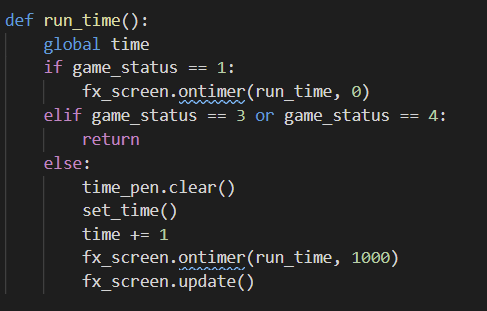 def run_time():
    global time
    if game_status == 1:
        fx_screen.ontimer(run_time, 0)
    elif game_status == 3 or game_status == 4:
        return
    else:
        time_pen.clear()
        set_time()
        time += 1
        fx_screen.ontimer(run_time, 1000)
        fx_screen.update()